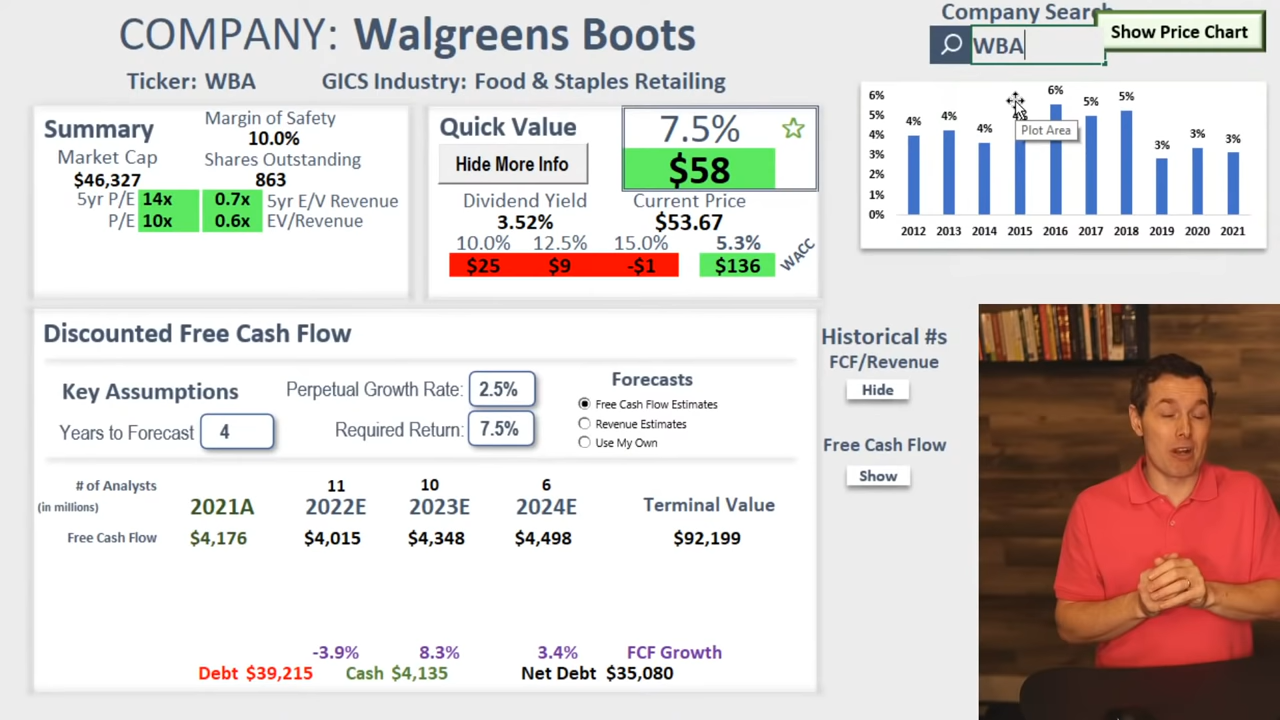 COMPANY: Walgreens Boots
Ticker: WBA GICS Industry: Food & Staples Retailing
Company Search
WBA
Show Price Chart
Summary
Market Cap
$46,327
Margin of Safety
10.0%
Shares Outstanding
863
5yr P/E 14x 0.7x 5yr E/V Revenue
P/E 10x 0.6x EV/Revenue
Quick Value
Hide More Info
7.5%
$58
Dividend Yield
3.52%
Current Price
$53.67
10.0% 12.5% 15.0% 5.3%
$25 $9 -$1 $136
WACC
6%
5%
4%
3%
2%
1%
0%
4% 4% 4% 4% 6% 5% 5% 3% 3% 3%
Plot Area
2012 2013 2014 2015 2016 2017 2018 2019 2020 2021
Discounted Free Cash Flow
Key Assumptions
Years to Forecast 4
Perpetual Growth Rate: 2.5%
Required Return: 7.5%
Forecasts
Free Cash Flow Estimates
Revenue Estimates
Use My Own
Historical #s
FCF/Revenue
Hide
Free Cash Flow
Show
# of Analysts 11 10 6
(in millions) 2021A 2022E 2023E 2024E Terminal Value
Free Cash Flow $4,176 $4,015 $4,348 $4,498 $92,199
-3.9% 8.3% 3.4% FCF Growth
Debt $39,215 Cash $4,135 Net Debt $35,080